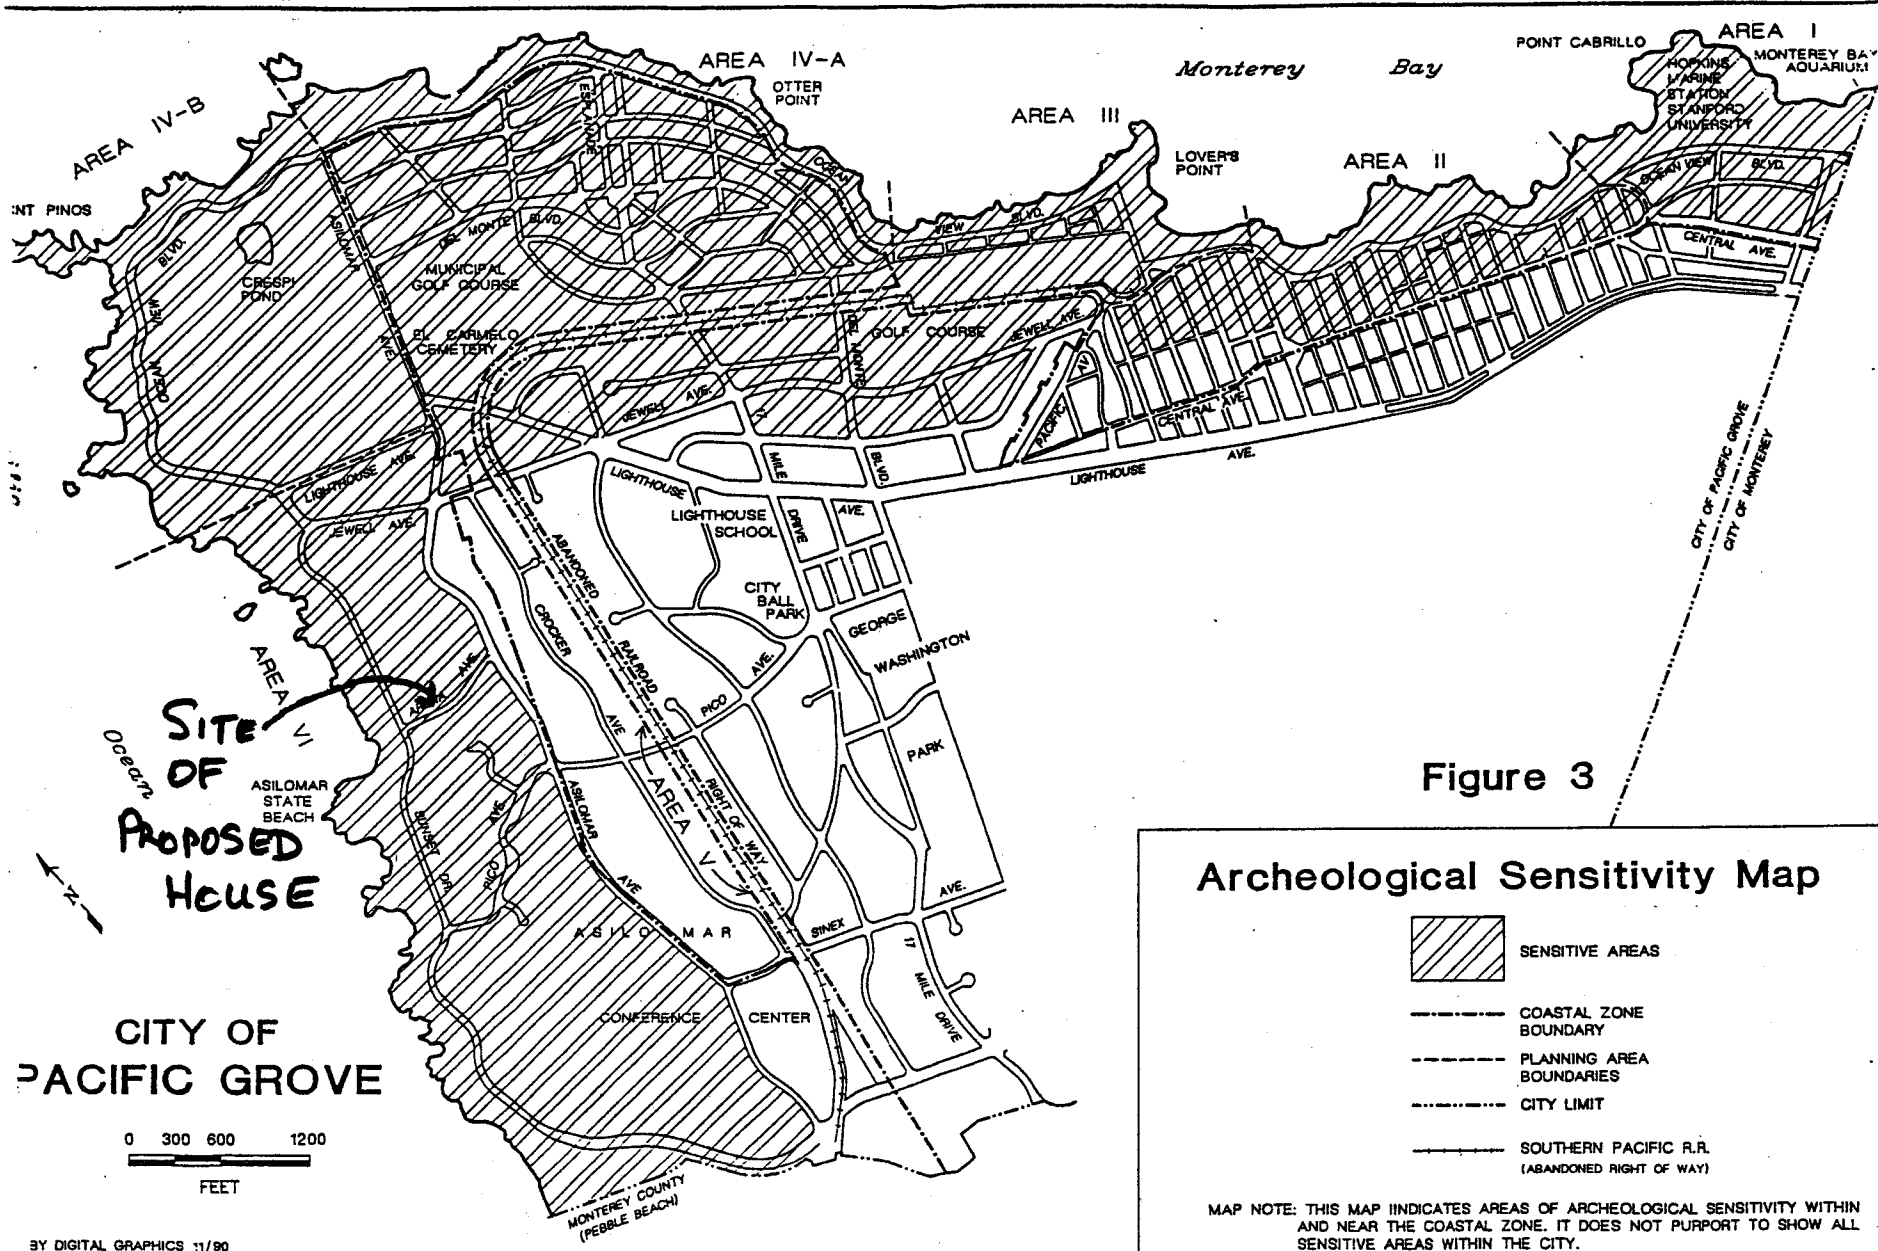 AREA I
POINT CABRILLO
MONTEREY BAY
AQUARIUM
HOPKINS
MARINE
STATION
STANFORD
UNIVERSITY
AREA IV-A
OTTER
POINT
Monterey Bay
AREA III
LOVER'S
POINT
AREA II
AREA IV-B
NT PINOS
ESPLANADE
OCEAN
VIEW
BLVD.
OCEAN VIEW
BLVD.
CENTRAL AVE.
BLVD.
VIEW
OCEAN
CRESPI
POND
ASILOMAR
AVE.
DEL MONTE BLVD.
MUNICIPAL
GOLF COURSE
EL CARMELO
CEMETERY
GOLF COURSE
JEWELL AVE.
DEL MONTE
BLVD.
JEWELL AVE.
17
MILE
DRIVE
PACIFIC
AV
CENTRAL AVE.
LIGHTHOUSE AVE.
LIGHTHOUSE AVE.
JEWELL AVE.
LIGHTHOUSE
AVE.
LIGHTHOUSE
SCHOOL
CITY
BALL
PARK
GEORGE
WASHINGTON
PARK
CITY OF PACIFIC GROVE
CITY OF MONTEREY
ABANDONED
RAILROAD
RIGHT OF WAY
CROCKER
AVE
PICO
AVE.
AREA V
AREA VI
Ocean
AVE.
SITE
OF
PROPOSED
HOUSE
ASILOMAR
STATE
BEACH
SUNSET
DR.
PICO
AVE.
ASILOMAR
AVE
SINEX
AVE.
17
MILE
DRIVE
ASILOMAR
CONFERENCE CENTER
N
CITY OF
PACIFIC GROVE
0 300 600 1200
FEET
MONTEREY COUNTY
(PEBBLE BEACH)
BY DIGITAL GRAPHICS 11/90
Figure 3
Archeological Sensitivity Map
SENSITIVE AREAS
COASTAL ZONE
BOUNDARY
PLANNING AREA
BOUNDARIES
CITY LIMIT
SOUTHERN PACIFIC R.R.
(ABANDONED RIGHT OF WAY)
MAP NOTE: THIS MAP IINDICATES AREAS OF ARCHEOLOGICAL SENSITIVITY WITHIN
AND NEAR THE COASTAL ZONE. IT DOES NOT PURPORT TO SHOW ALL
SENSITIVE AREAS WITHIN THE CITY.